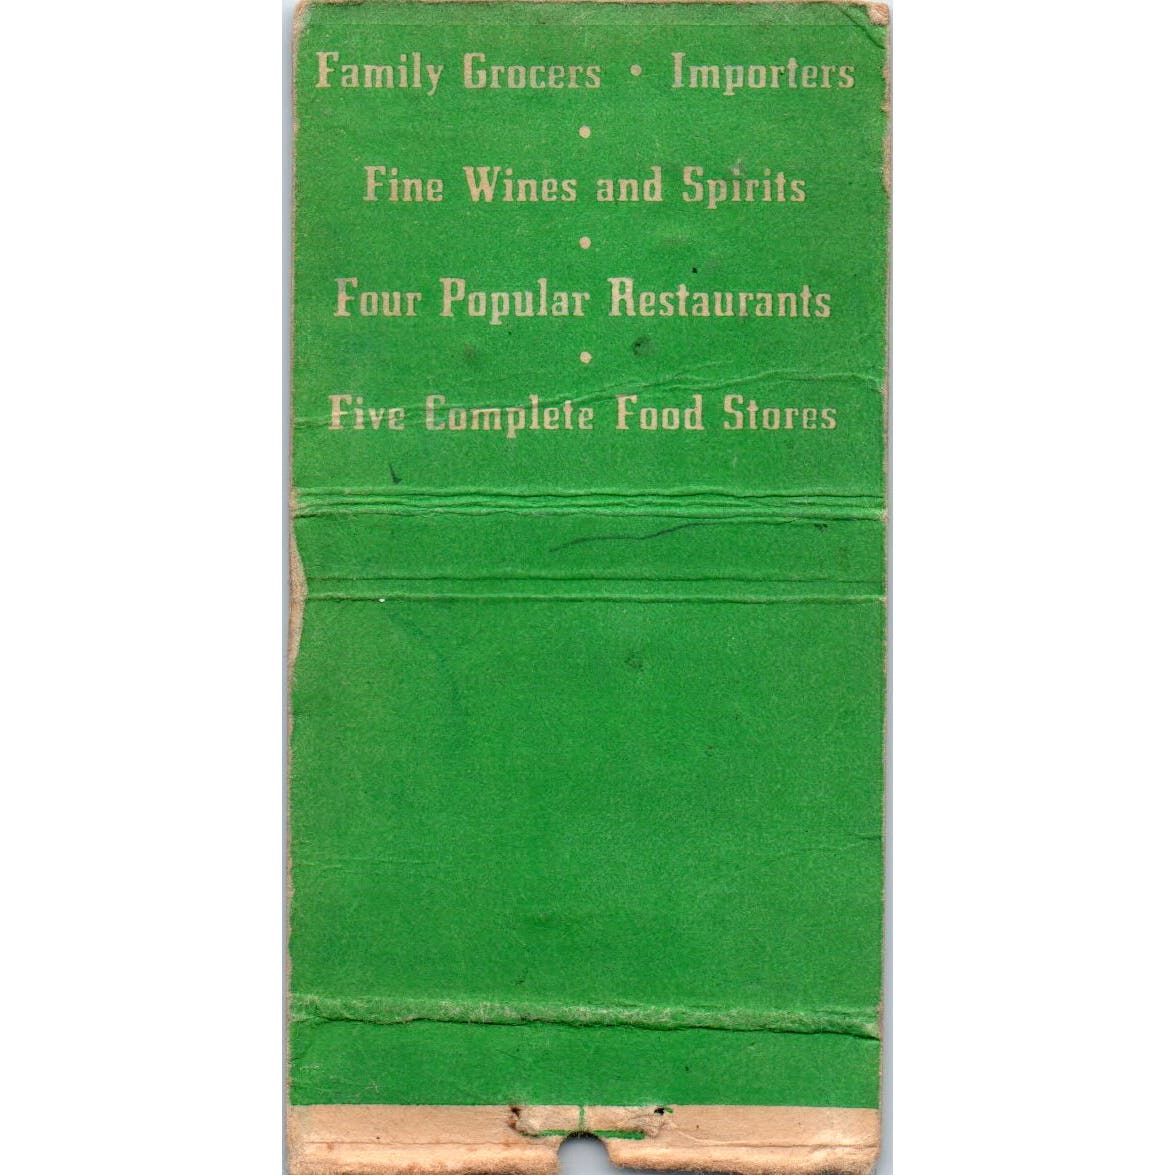 Family Grocers • Importers
•
Fine Wines and Spirits
•
Four Popular Restaurants
•
Five Complete Food Stores